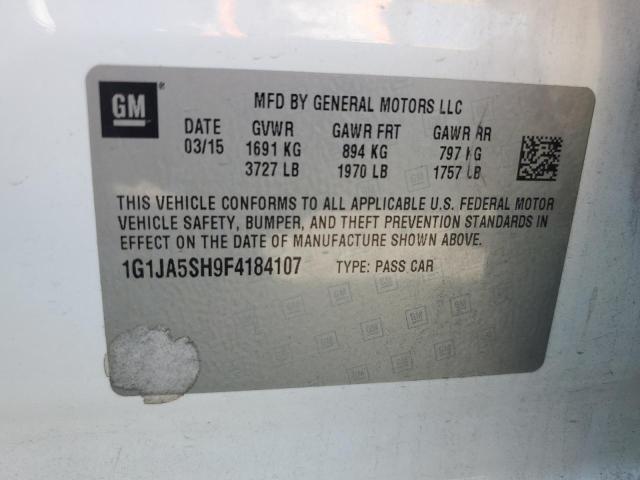 GM
MFD BY GENERAL MOTORS LLC
DATE GVWR GAWR FRT GAWR RR
03/15 1691 KG 894 KG 797 KG
3727 LB 1970 LB 1757 LB
THIS VEHICLE CONFORMS TO ALL APPLICABLE U.S. FEDERAL MOTOR
VEHICLE SAFETY, BUMPER, AND THEFT PREVENTION STANDARDS IN
EFFECT ON THE DATE OF MANUFACTURE SHOWN ABOVE.
1G1JA5SH9F4184107 TYPE: PASS CAR